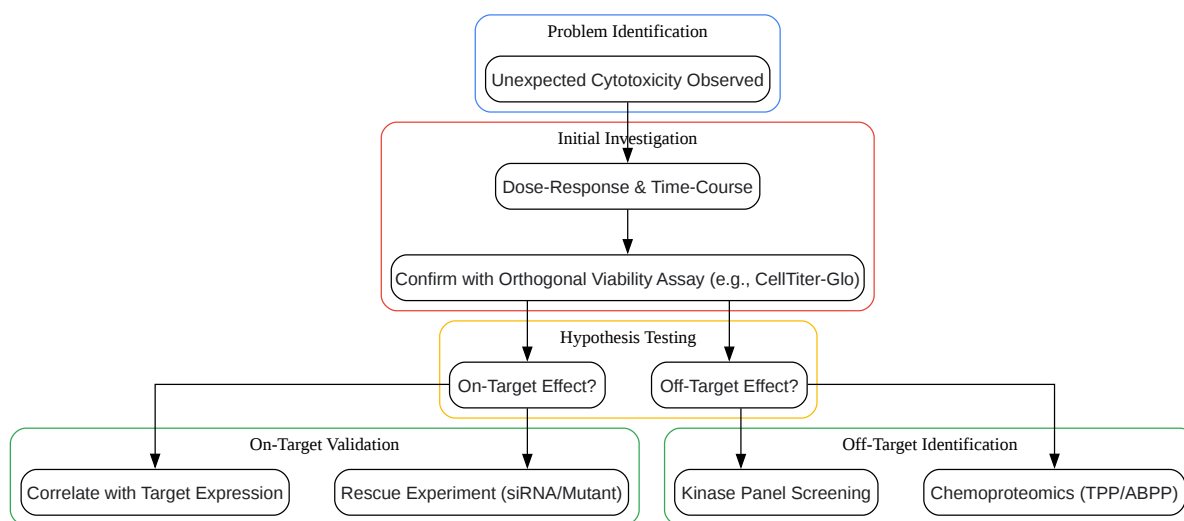 Problem Identification
Unexpected Cytotoxicity Observed
Initial Investigation
Dose-Response & Time-Course
Confirm with Orthogonal Viability Assay (e.g., CellTiter-Glo)
Hypothesis Testing
On-Target Effect?
Off-Target Effect?
On-Target Validation
Off-Target Identification
Correlate with Target Expression
Rescue Experiment (siRNA/Mutant)
Kinase Panel Screening
Chemoproteomics (TPP/ABPP)